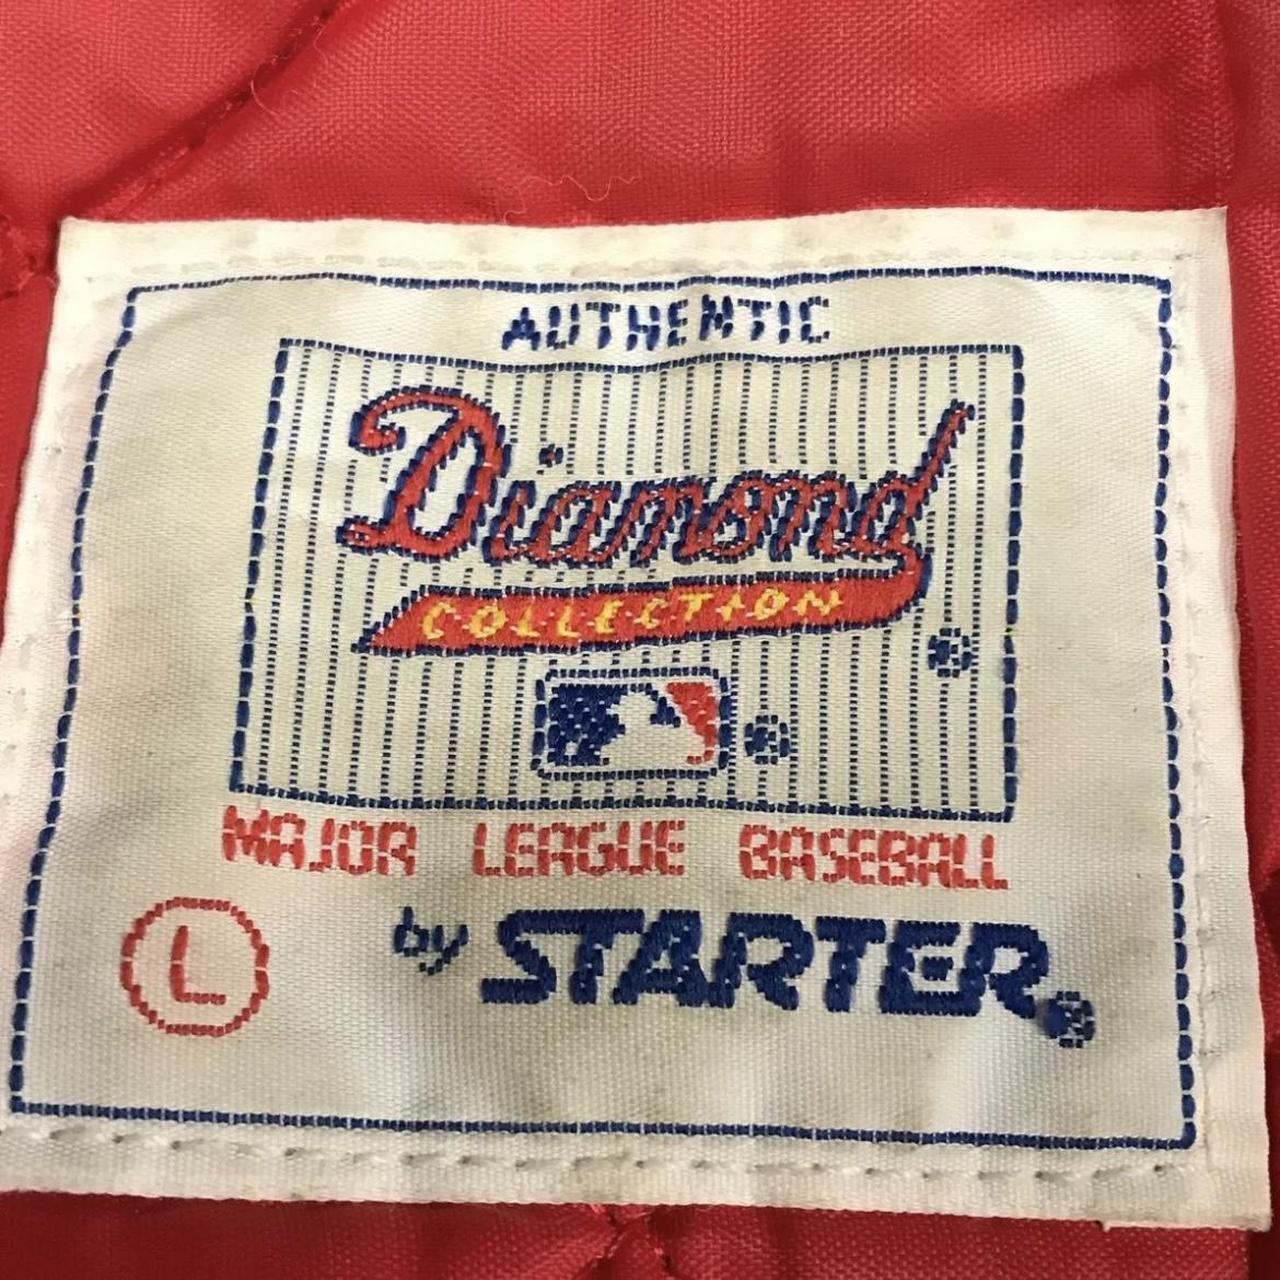 AUTHENTIC
Diamond
COLLECTION
®
®
MAJOR LEAGUE BASEBALL
L
by STARTER®